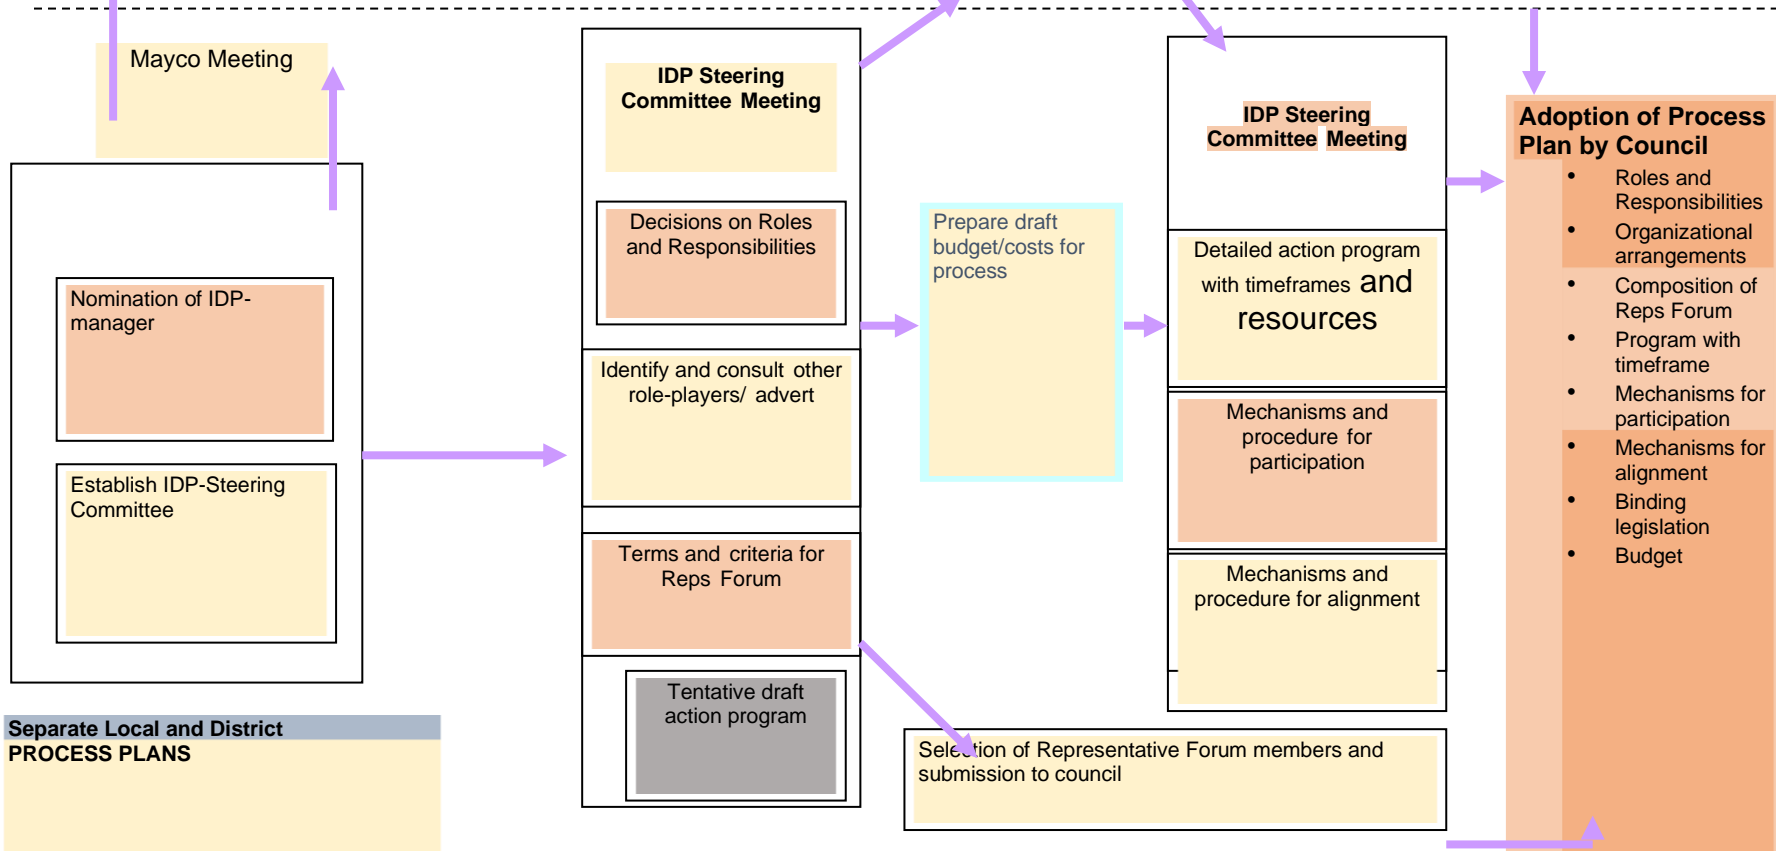 Mayco Meeting
Nomination of IDP-
manager
Establish IDP-Steering
Committee
Separate Local and District
PROCESS PLANS
IDP Steering
Committee Meeting
Decisions on Roles
and Responsibilities
Identify and consult other
role-players/ advert
Terms and criteria for
Reps Forum
Tentative draft
action program
Prepare draft
budget/costs for
process
Selection of Representative Forum members and
submission to council
IDP Steering
Committee Meeting
Detailed action program
with timeframes and
resources
Mechanisms and
procedure for
participation
Mechanisms and
procedure for alignment
Adoption of Process
Plan by Council
• Roles and
Responsibilities
• Organizational
arrangements
• Composition of
Reps Forum
• Program with
timeframe
• Mechanisms for
participation
• Mechanisms for
alignment
• Binding
legislation
• Budget